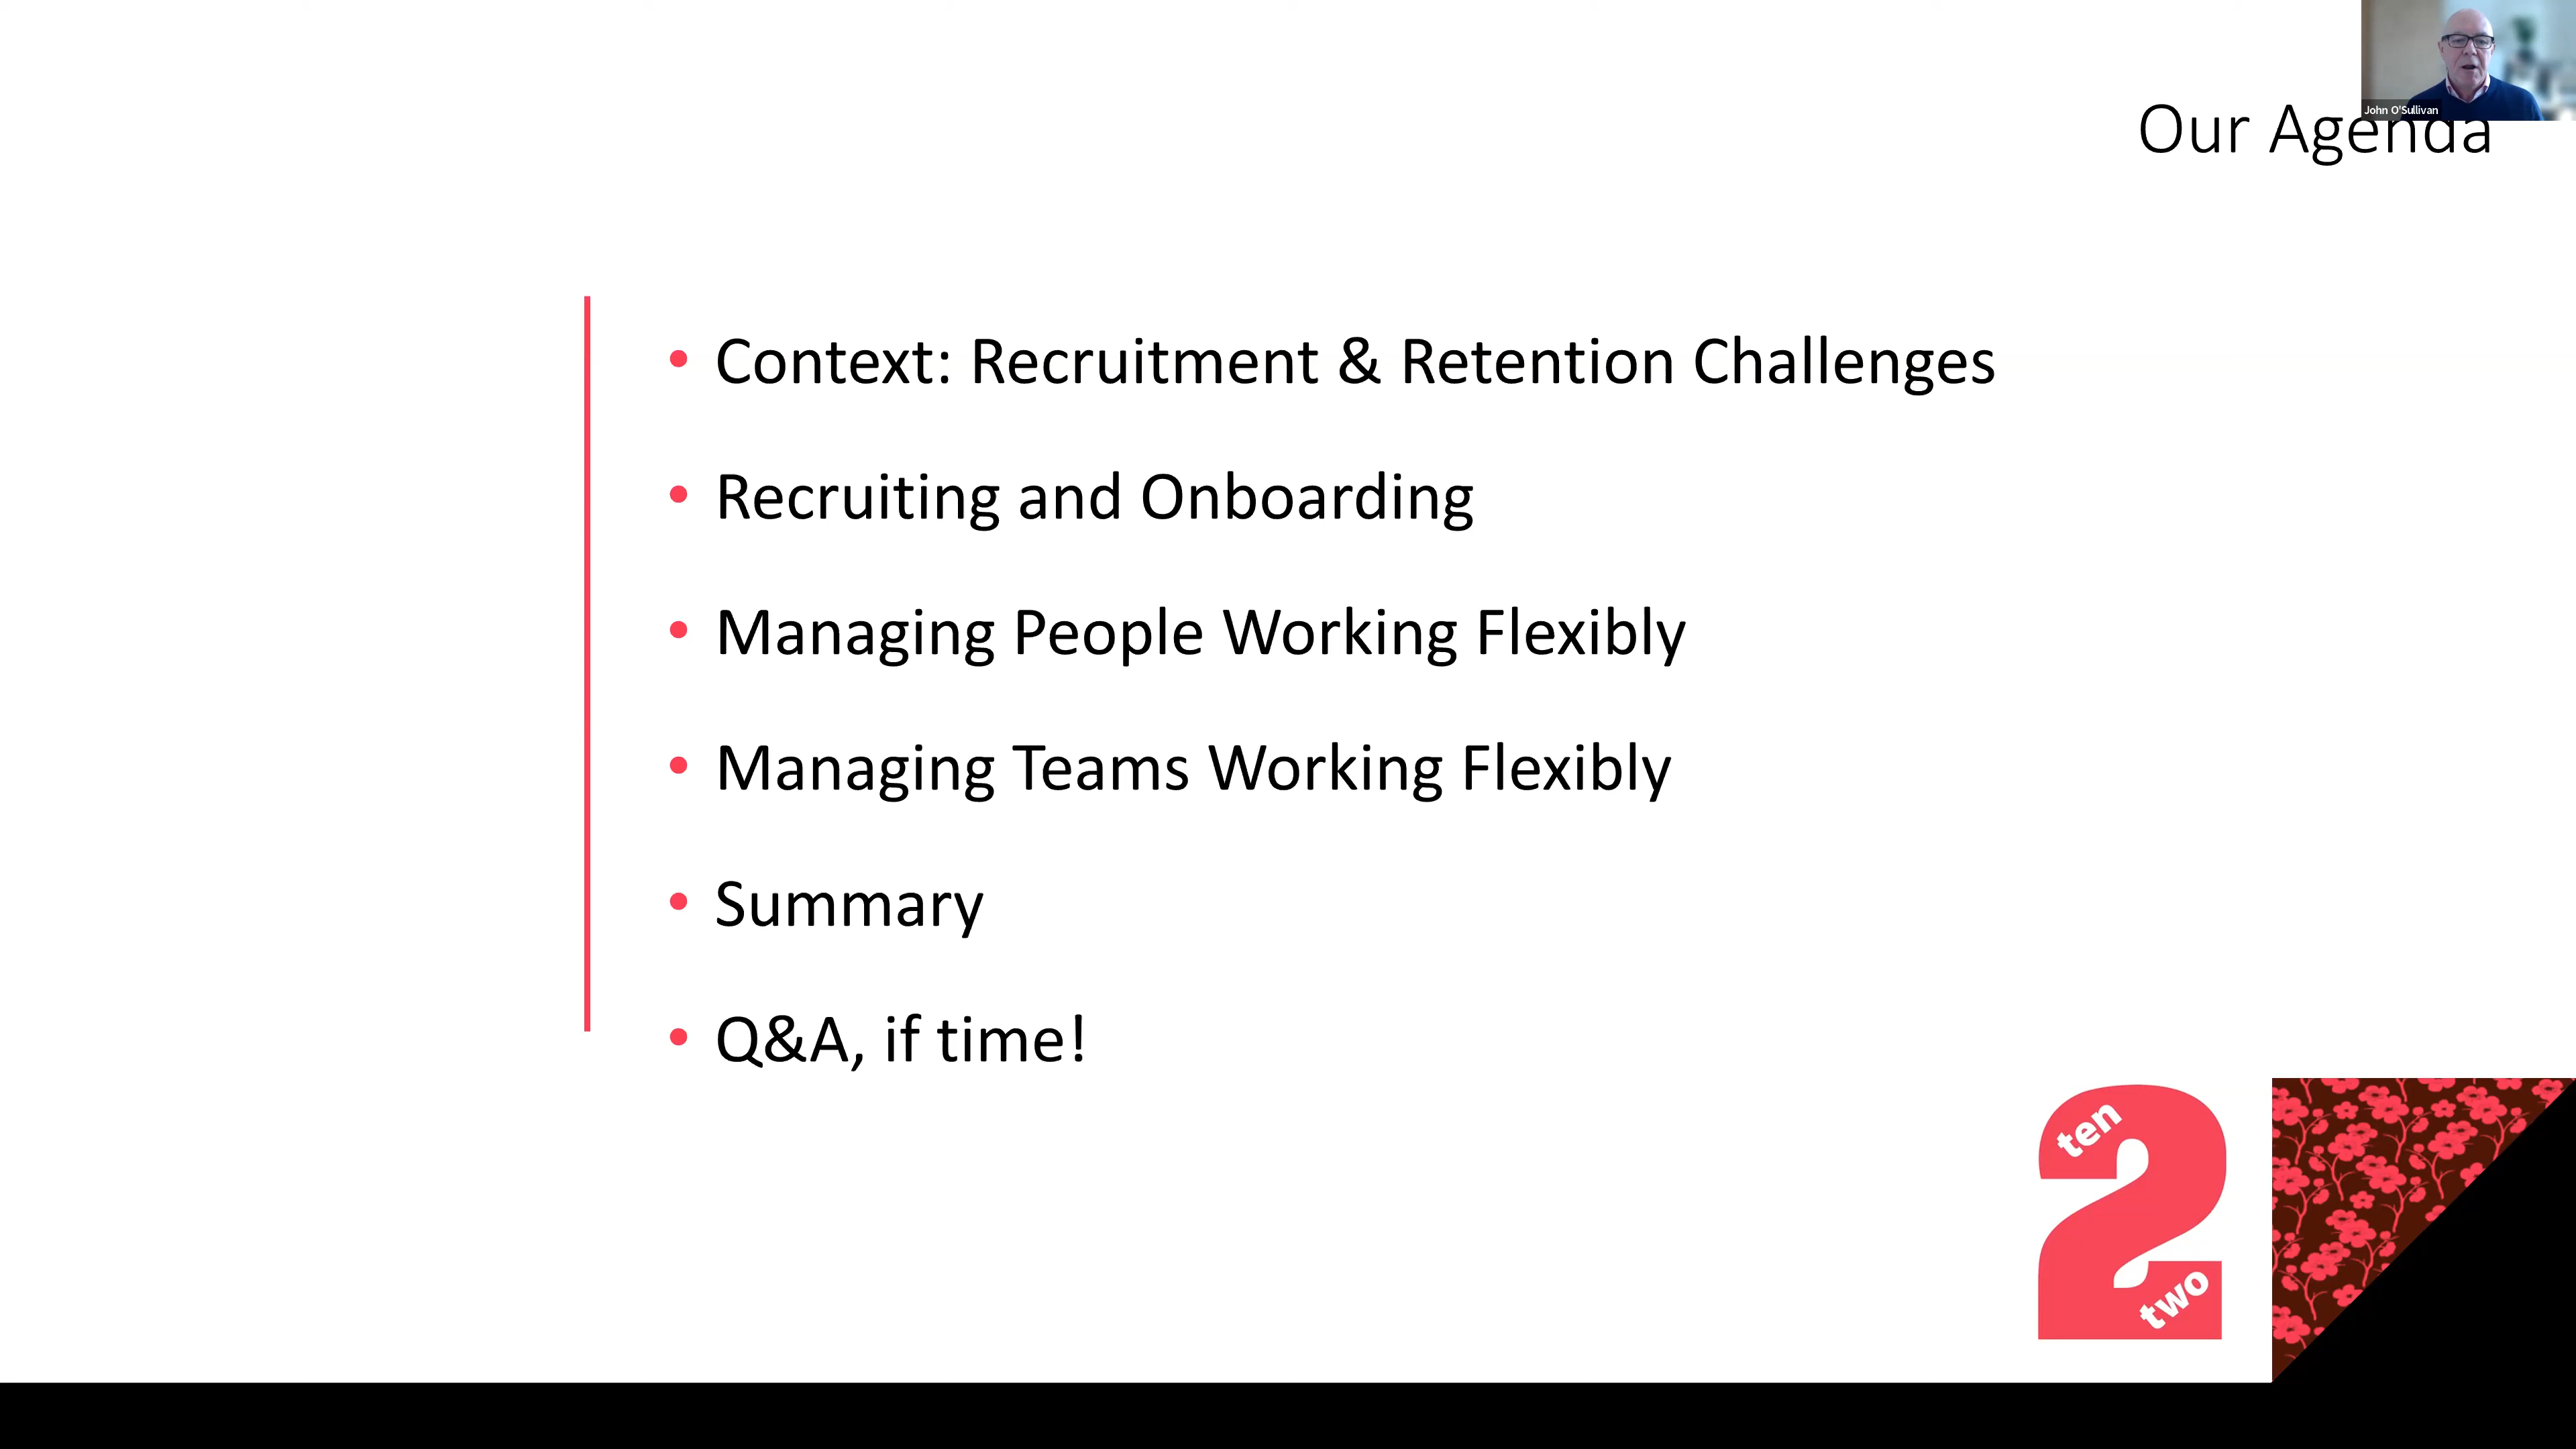 John O'Sullivan
Our Agenda
• Context: Recruitment & Retention Challenges
• Recruiting and Onboarding
• Managing People Working Flexibly
• Managing Teams Working Flexibly
• Summary
• Q&A, if time!
ten
2
two